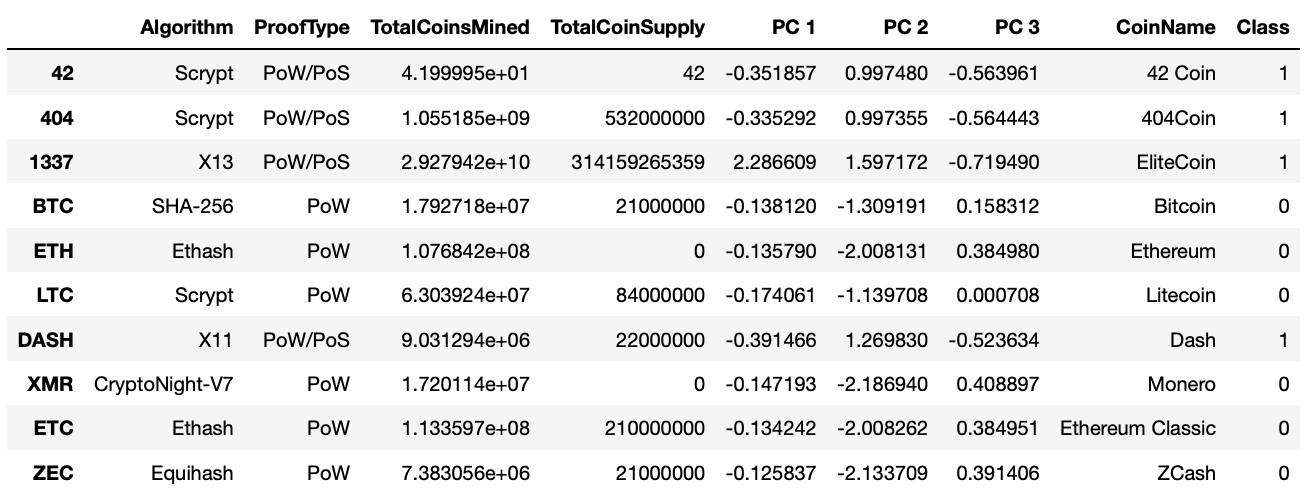 Algorithm ProofType TotalCoinsMined TotalCoinSupply PC 1 PC 2 PC 3 CoinName Class
42 Scrypt PoW/PoS 4.199995e+01 42 -0.351857 0.997480 -0.563961 42 Coin 1
404 Scrypt PoW/PoS 1.055185e+09 532000000 -0.335292 0.997355 -0.564443 404Coin 1
1337 X13 PoW/PoS 2.927942e+10 314159265359 2.286609 1.597172 -0.719490 EliteCoin 1
BTC SHA-256 PoW 1.792718e+07 21000000 -0.138120 -1.309191 0.158312 Bitcoin 0
ETH Ethash PoW 1.076842e+08 0 -0.135790 -2.008131 0.384980 Ethereum 0
LTC Scrypt PoW 6.303924e+07 84000000 -0.174061 -1.139708 0.000708 Litecoin 0
DASH X11 PoW/PoS 9.031294e+06 22000000 -0.391466 1.269830 -0.523634 Dash 1
XMR CryptoNight-V7 PoW 1.720114e+07 0 -0.147193 -2.186940 0.408897 Monero 0
ETC Ethash PoW 1.133597e+08 210000000 -0.134242 -2.008262 0.384951 Ethereum Classic 0
ZEC Equihash PoW 7.383056e+06 21000000 -0.125837 -2.133709 0.391406 ZCash 0